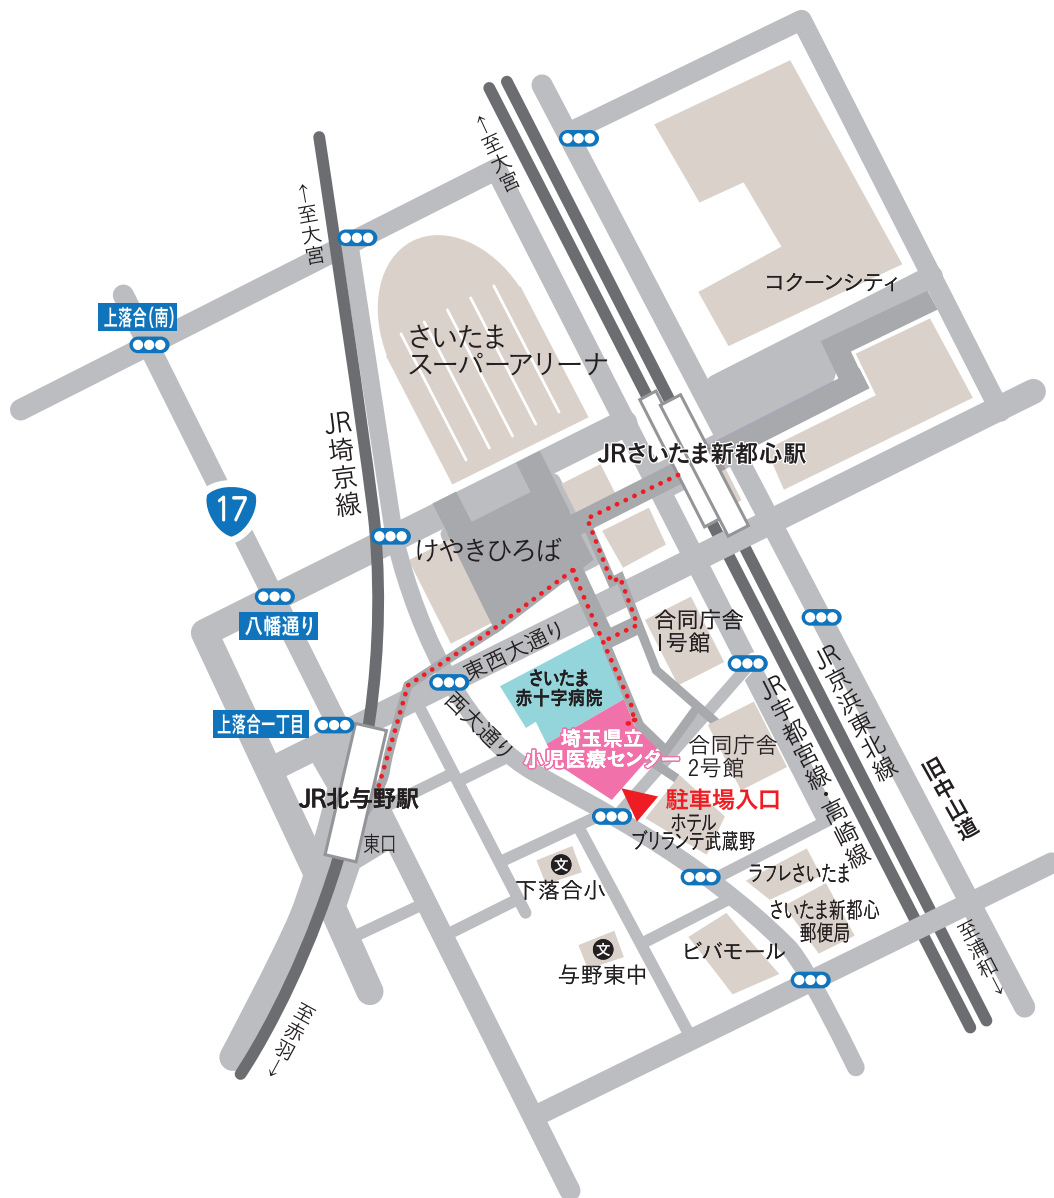 ↑至大宮
↑至大宮
上落合(南)
コクーンシティ
さいたま
スーパーアリーナ
JR埼京線
JRさいたま新都心駅
17
けやきひろば
八幡通り
合同庁舎
1号館
東西大通り
さいたま
赤十字病院
西大通り
JR京浜東北線
JR宇都宮線・高崎線
上落合一丁目
埼玉県立
小児医療センター
合同庁舎
2号館
旧中山道
JR北与野駅
駐車場入口
ホテル
ブリランテ武蔵野
東口
文
下落合小
ラフレさいたま
さいたま新都心
郵便局
文
与野東中
ビバモール
至浦和→
至赤羽→